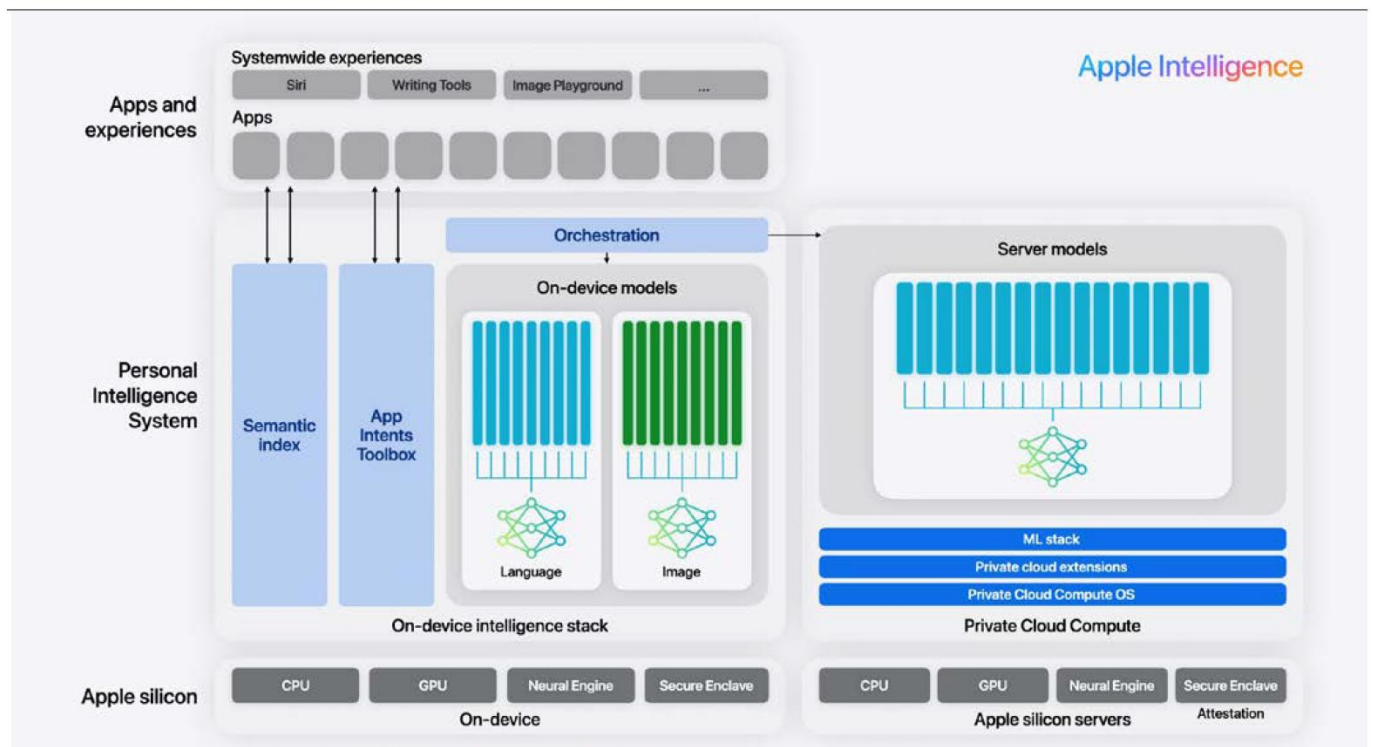 Apple Intelligence
Apps and
experiences
Systemwide experiences
Siri
Writing Tools
Image Playground
...
Apps
Personal
Intelligence
System
Semantic
index
App
Intents
Toolbox
Orchestration
On-device models
Language
Image
On-device intelligence stack
Server models
ML stack
Private cloud extensions
Private Cloud Compute OS
Private Cloud Compute
Apple silicon
CPU
GPU
Neural Engine
Secure Enclave
On-device
CPU
GPU
Neural Engine
Secure Enclave
Attestation
Apple silicon servers